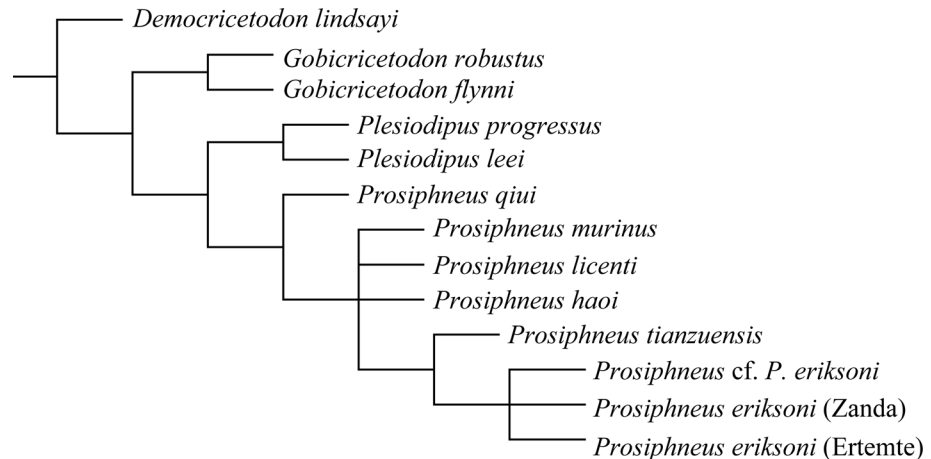 Democricetodon lindsayi
Gobicricetodon robustus
Gobicricetodon flynni
Plesiodipus progressus
Plesiodipus leei
Prosiphneus qiui
Prosiphneus murinus
Prosiphneus licenti
Prosiphneus haoi
Prosiphneus tianzuensis
Prosiphneus cf. P. eriksoni
Prosiphneus eriksoni (Zanda)
Prosiphneus eriksoni (Ertemte)